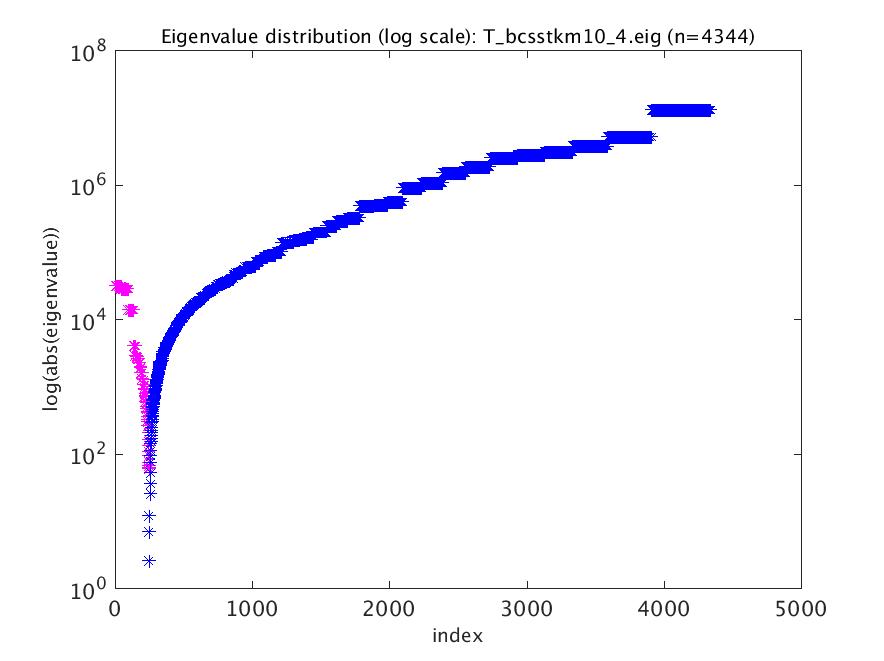 Eigenvalue distribution (log scale): T_bcsstkm10_4.eig (n=4344)
10^8
10^6
10^4
10^2
10^0
log(abs(eigenvalue))
0 1000 2000 3000 4000 5000
index